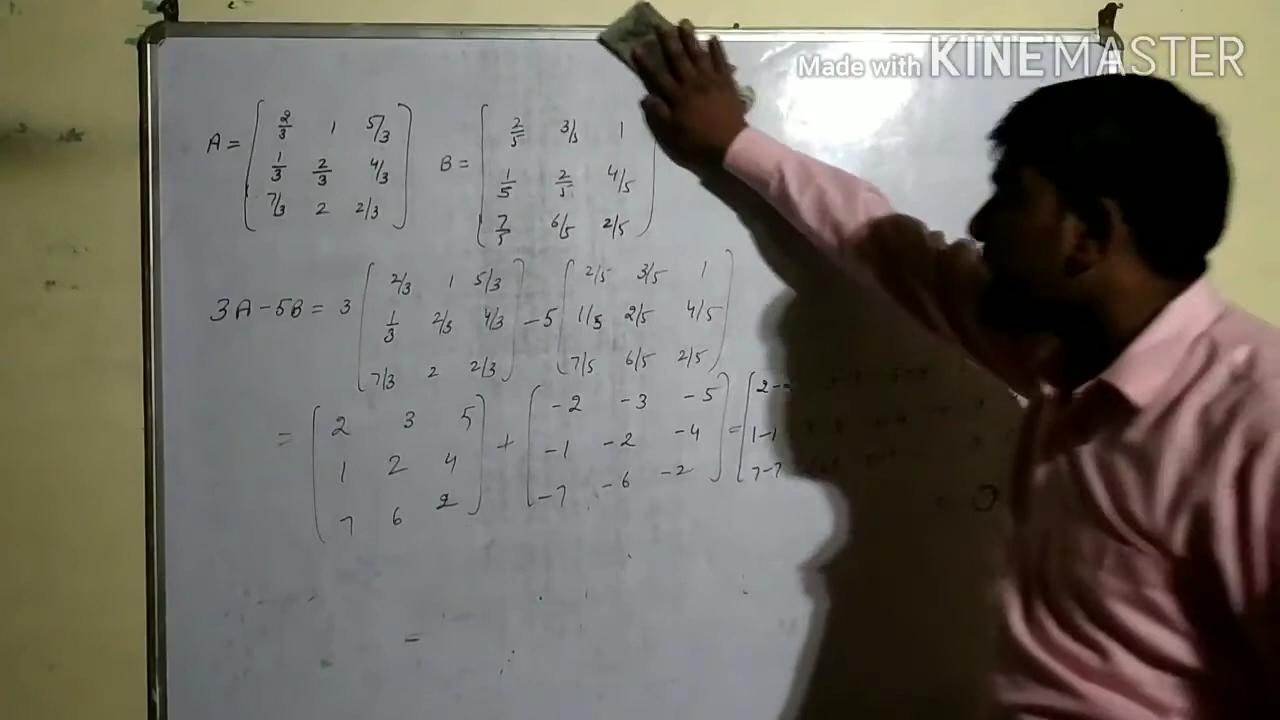 Made with KINEMASTER
A = [ 2/3 1 5/3
1/3 2/3 4/3
7/3 2 2/3 ]
B = [ 2/5 3/5 1
1/5 2/5 4/5
7/5 6/5 2/5 ]
3A - 5B = 3 [ 2/3 1 5/3
1/3 2/3 4/3
7/3 2 2/3 ]
- 5 [ 2/5 3/5 1
1/5 2/5 4/5
7/5 6/5 2/5 ]
= [ 2 3 5
1 2 4
7 6 2 ]
+ [ -2 -3 -5
-1 -2 -4
-7 -6 -2 ]
= [ 2-
1-1
7-7
= 0
=